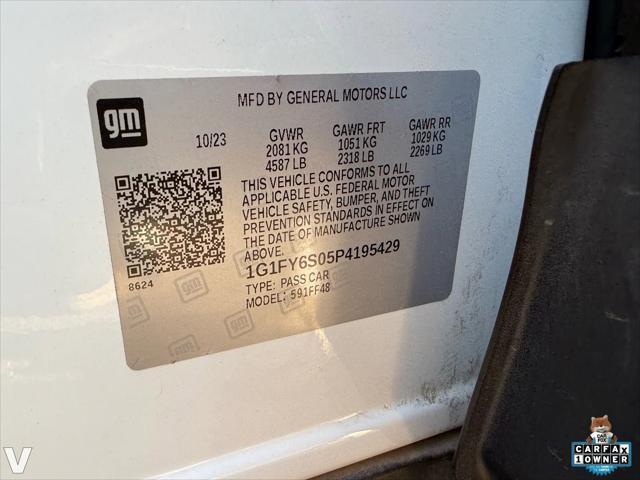 MFD BY GENERAL MOTORS LLC
gm
10/23 GVWR GAWR FRT GAWR RR
2081 KG 1051 KG 1029 KG
4587 LB 2318 LB 2269 LB
THIS VEHICLE CONFORMS TO ALL
APPLICABLE U.S. FEDERAL MOTOR
VEHICLE SAFETY, BUMPER, AND THEFT
PREVENTION STANDARDS IN EFFECT ON
THE DATE OF MANUFACTURE SHOWN
ABOVE.
1G1FY6S05P4195429
8624
TYPE: PASS CAR
MODEL: 591FF48
V
CARFAX
1 OWNER